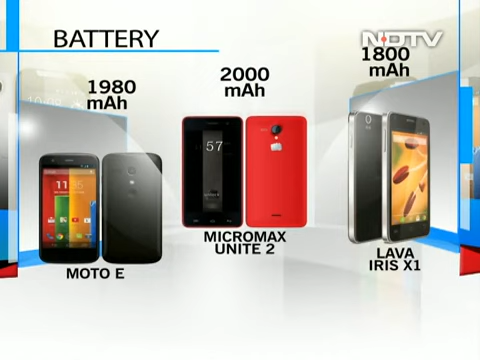 BATTERY
NDTV
1980
mAh
2000
mAh
1800
mAh
57
MOTO E
MICROMAX
UNITE 2
LAVA
IRIS X1